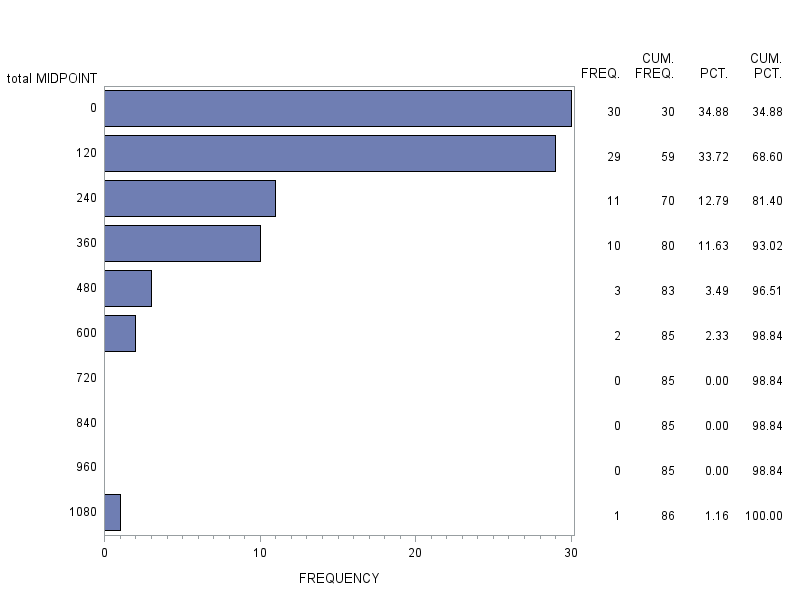 CUM. CUM.
total MIDPOINT FREQ. FREQ. PCT. PCT.
0 30 30 34.88 34.88
120 29 59 33.72 68.60
240 11 70 12.79 81.40
360 10 80 11.63 93.02
480 3 83 3.49 96.51
600 2 85 2.33 98.84
720 0 85 0.00 98.84
840 0 85 0.00 98.84
960 0 85 0.00 98.84
1080 1 86 1.16 100.00
0 10 20 30
FREQUENCY